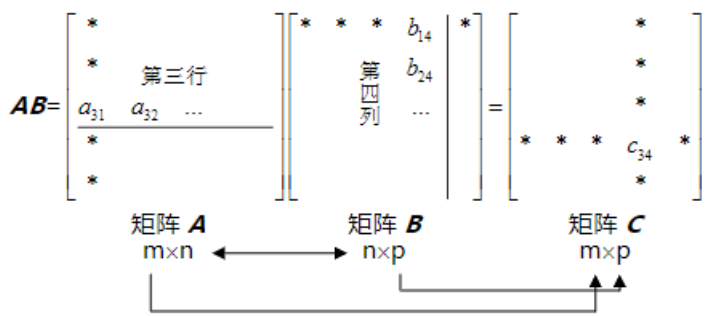 AB= [ * ] [ * * * b₁₄ * ] = [ * ]
* 第三行 第四列 b₂₄ *
a₃₁ a₃₂ … … *
* * * * c₃₄ *
* *
矩阵 A 矩阵 B 矩阵 C
m×n n×p m×p